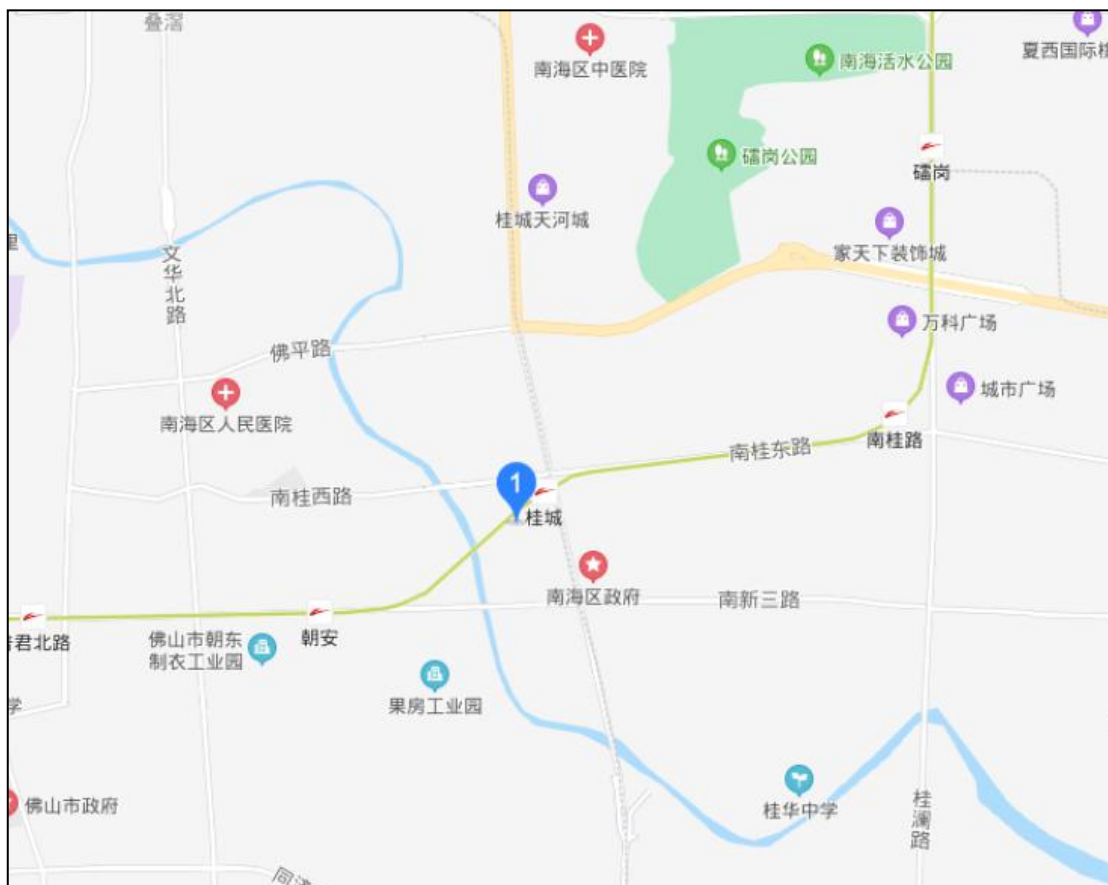 叠滘
南海区中医院
南海活水公园
夏西国际
礌岗公园
礌岗
桂城天河城
家天下装饰城
里
文华北路
万科广场
佛平路
城市广场
南海区人民医院
南桂路
南桂东路
南桂西路
1
桂城
南海区政府
南新三路
君北路
朝安
佛山市朝东
制衣工业园
学
果房工业园
佛山市政府
桂华中学
桂澜路
同